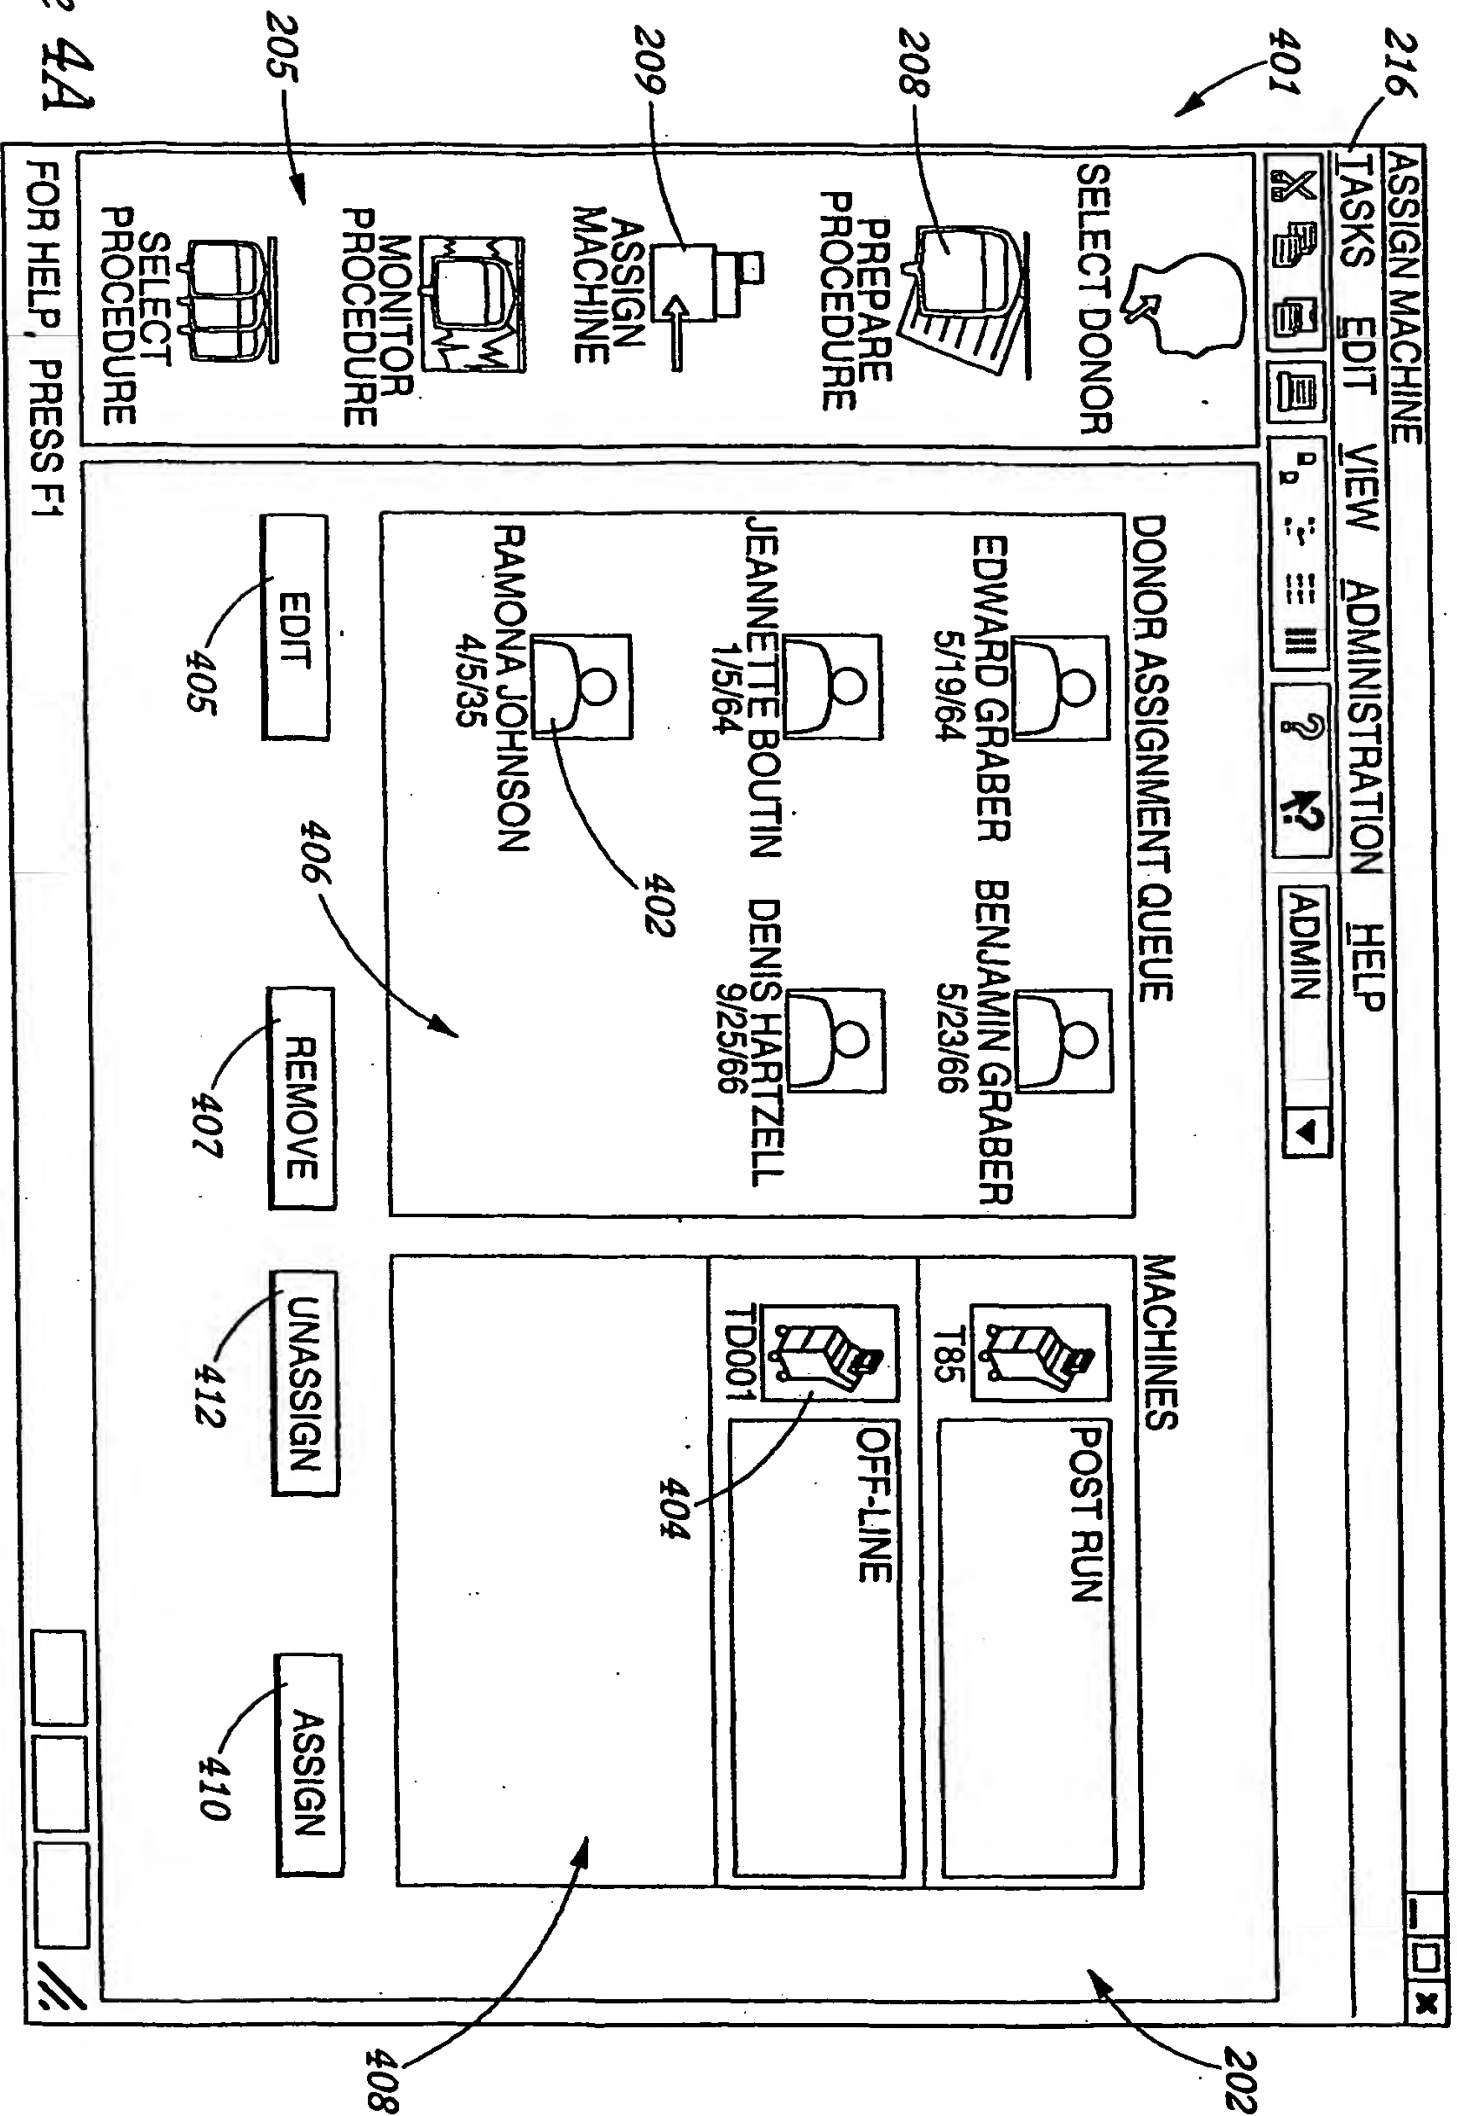 216
401
208
209
205
ASSIGN MACHINE
TASKS EDIT VIEW ADMINISTRATION HELP
? ? ADMIN
SELECT DONOR
PREPARE
PROCEDURE
ASSIGN
MACHINE
MONITOR
PROCEDURE
SELECT
PROCEDURE
DONOR ASSIGNMENT QUEUE
EDWARD GRABER
5/19/64
BENJAMIN GRABER
5/23/66
JEANNETTE BOUTIN
1/5/64
DENIS HARTZELL
9/25/66
RAMONA JOHNSON
4/5/35
402
406
MACHINES
T85
POST RUN
TD001
OFF-LINE
404
EDIT
REMOVE
UNASSIGN
ASSIGN
405
407
412
410
202
408
FOR HELP, PRESS F1
4A